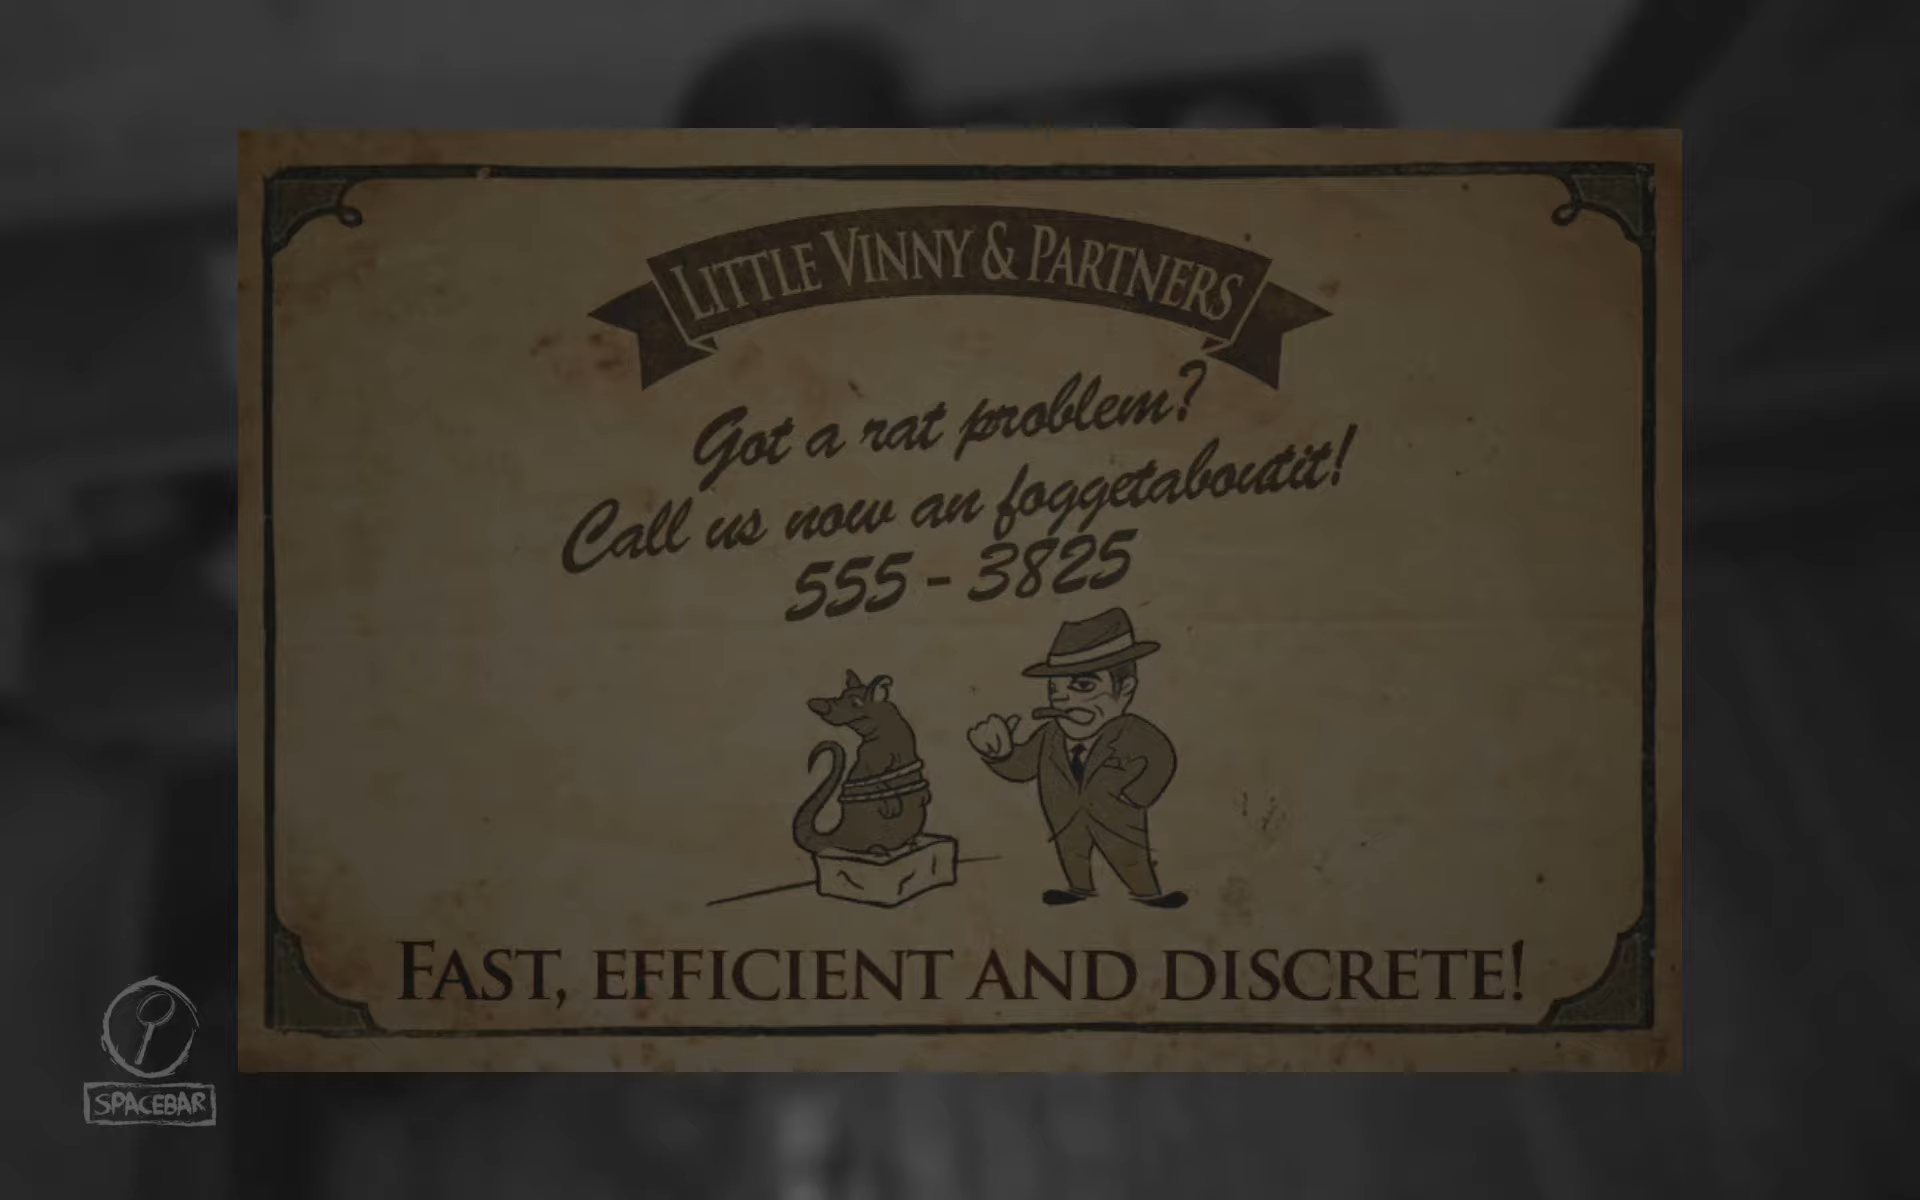 LITTLE VINNY & PARTNERS
Got a rat problem?
Call us now an foggetaboutit!
555 - 3825
FAST, EFFICIENT AND DISCRETE!
SPACEBAR